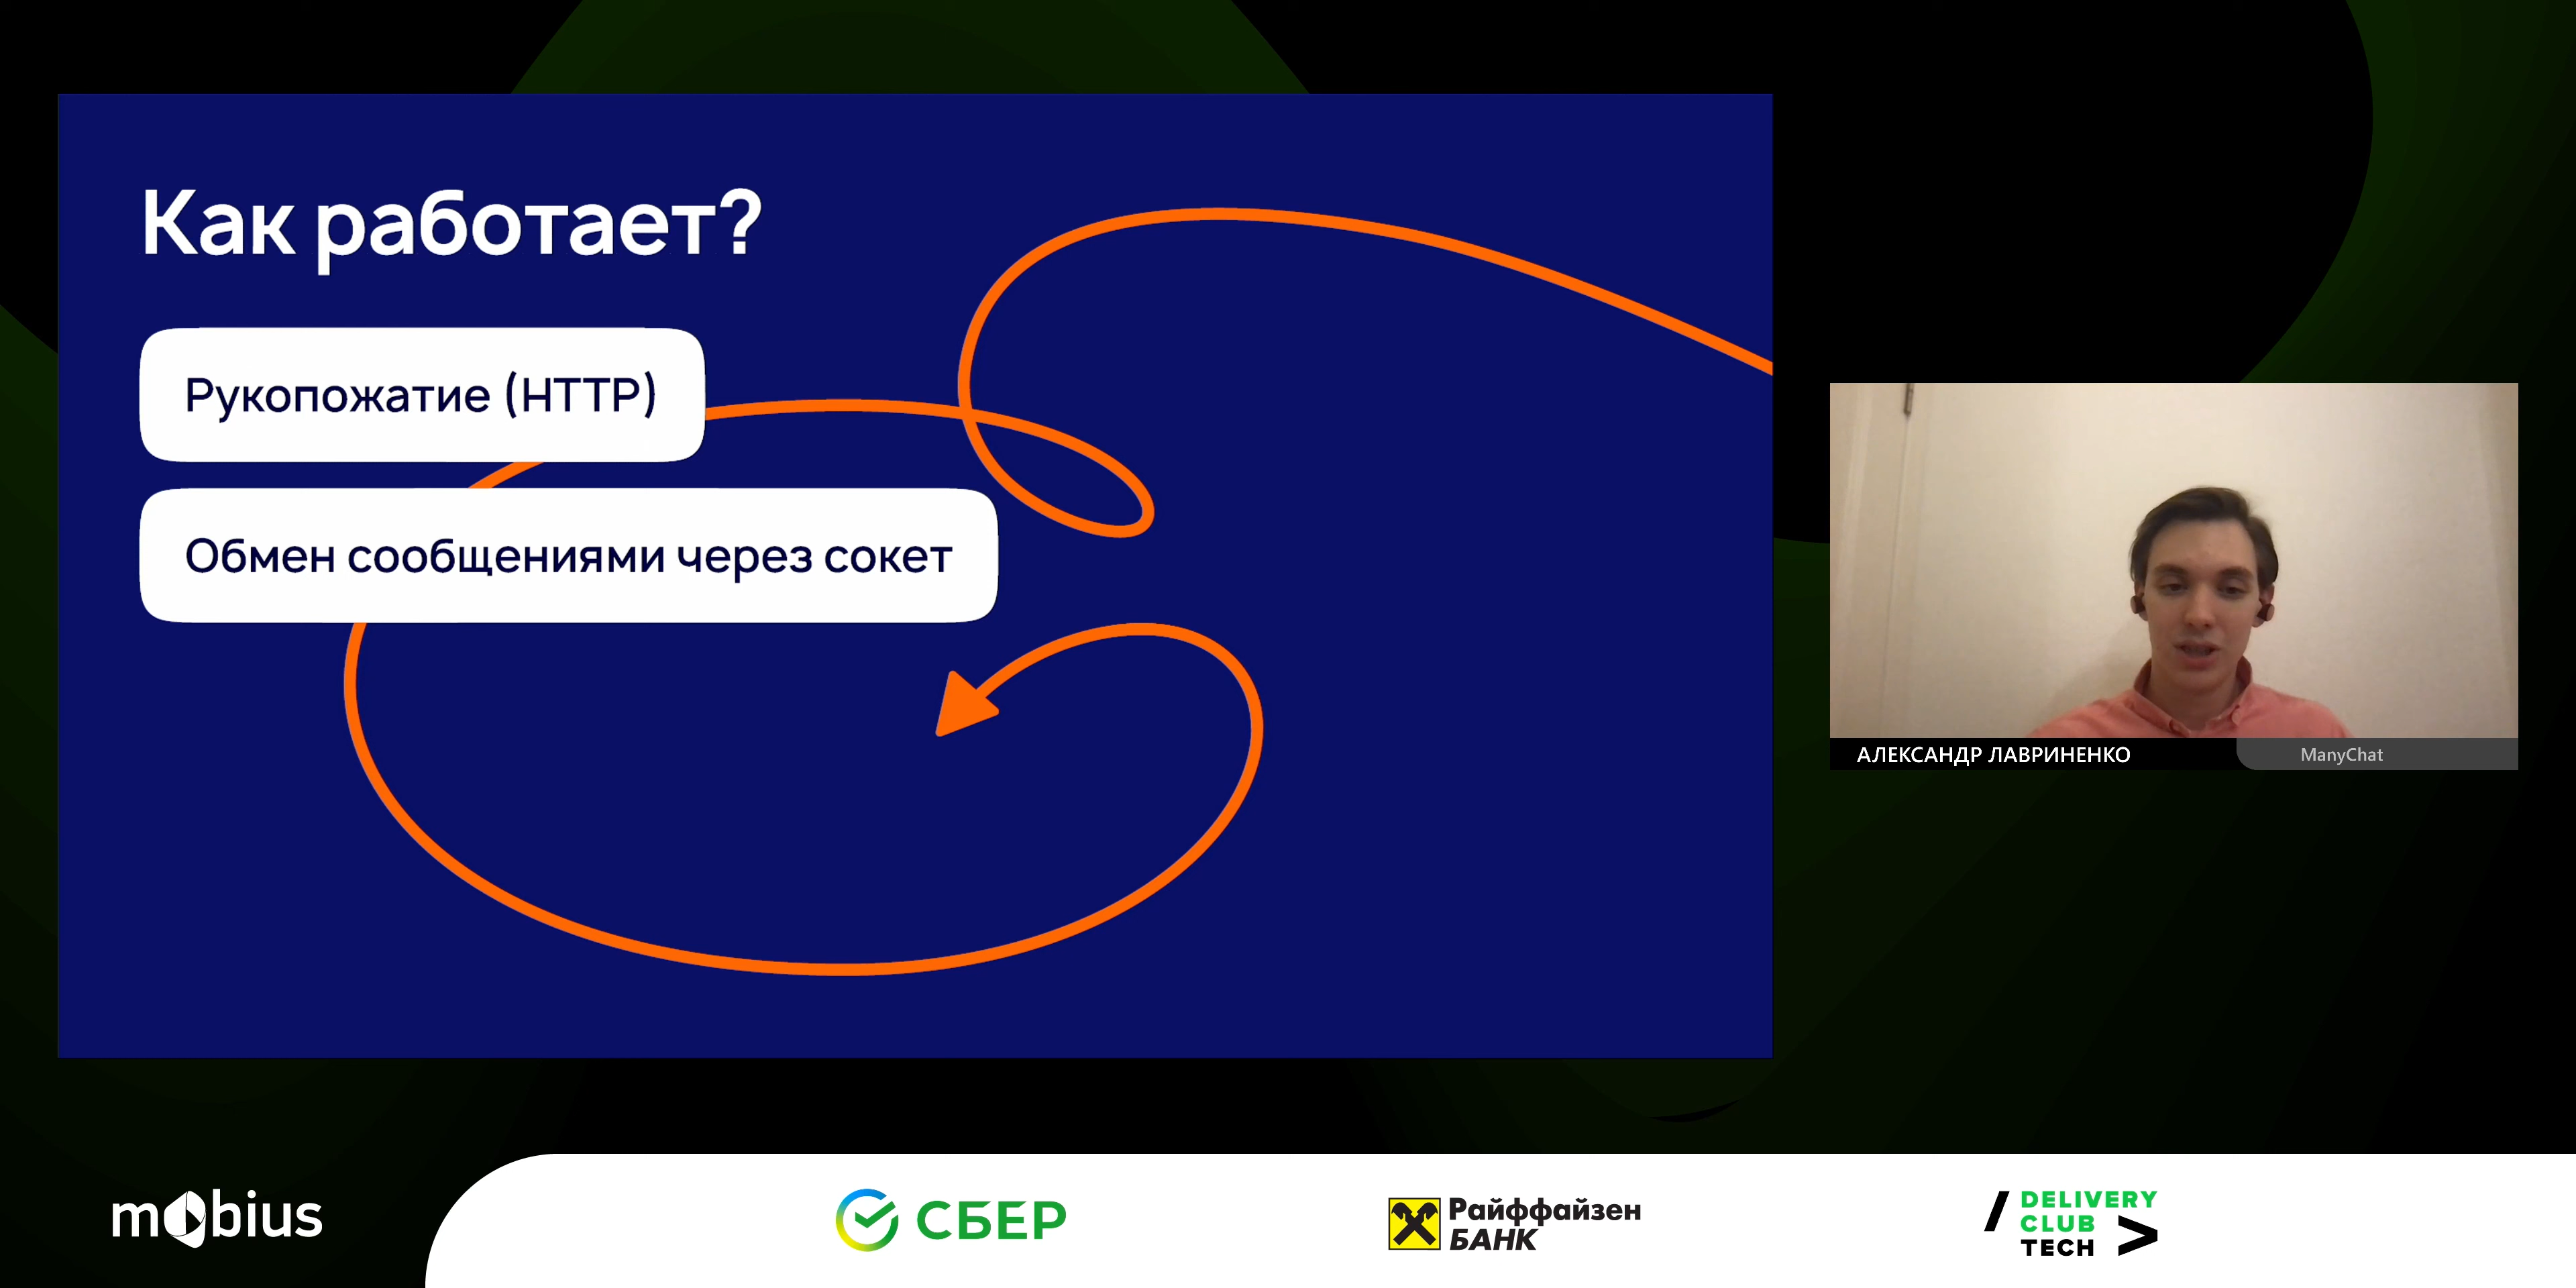 Как работает?
Рукопожатие (HTTP)
Обмен сообщениями через сокет
АЛЕКСАНДР ЛАВРИНЕНКО
ManyChat
mobius
СБЕР
Райффайзен
БАНК
/ DELIVERY
CLUB
TECH >